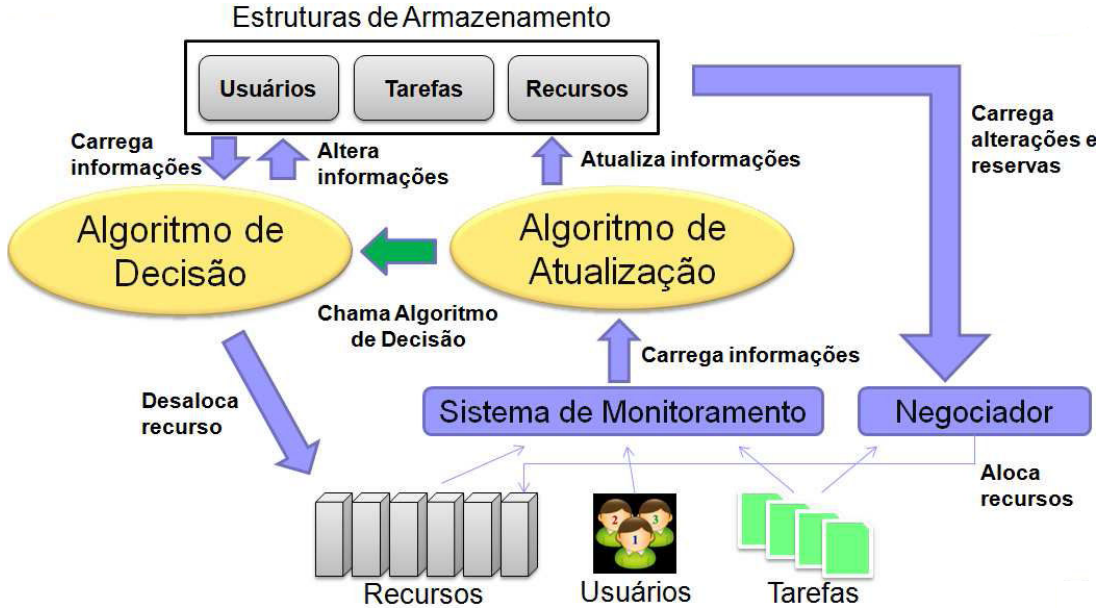 Estruturas de Armazenamento
Usuários
Tarefas
Recursos
Carrega
informações
Altera
informações
Atualiza informações
Carrega
alterações e
reservas
Algoritmo de
Decisão
Algoritmo de
Atualização
Chama Algoritmo
de Decisão
Carrega informações
Desaloca
recurso
Sistema de Monitoramento
Negociador
Aloca
recursos
2
3
1
Recursos
Usuários
Tarefas